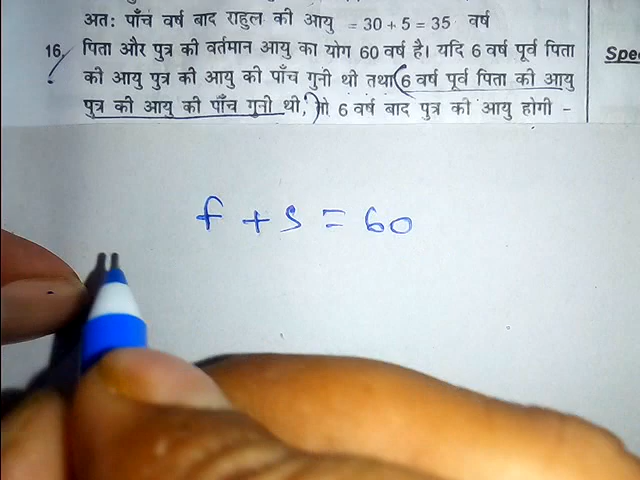 अतः पाँच वर्ष बाद राहुल की आयु = 30 + 5 = 35 वर्ष
16. पिता और पुत्र की वर्तमान आयु का योग 60 वर्ष है। यदि 6 वर्ष पूर्व पिता
की आयु पुत्र की आयु की पाँच गुनी थी तथा (6 वर्ष पूर्व पिता की आयु
पुत्र की आयु की पाँच गुनी थी,) तो 6 वर्ष बाद पुत्र की आयु होगी –
f + s = 60